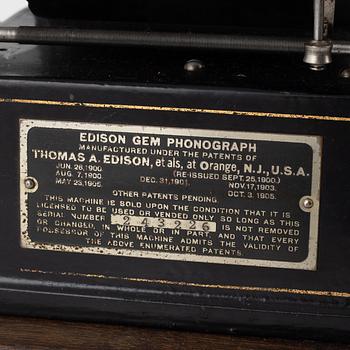 EDISON GEM PHONOGRAPH
MANUFACTURED UNDER THE PATENTS OF
THOMAS A. EDISON, et als, at Orange, N.J., U.S.A.
JUN. 26, 1900. (RE-ISSUED SEPT. 25, 1900.)
AUG. 7, 1900. DEC. 31, 1901. NOV. 17, 1903.
MAY 23, 1905. OCT. 3, 1905.
OTHER PATENTS PENDING.
THIS MACHINE IS SOLD UPON THE CONDITION THAT IT IS
LICENSED TO BE USED OR VENDED ONLY SO LONG AS THIS
SERIAL NUMBER 243226 IS NOT REMOVED
OR CHANGED, IN WHOLE OR IN PART, AND THAT EVERY
POSSESSOR OF THIS MACHINE ADMITS THE VALIDITY OF
THE ABOVE ENUMERATED PATENTS.